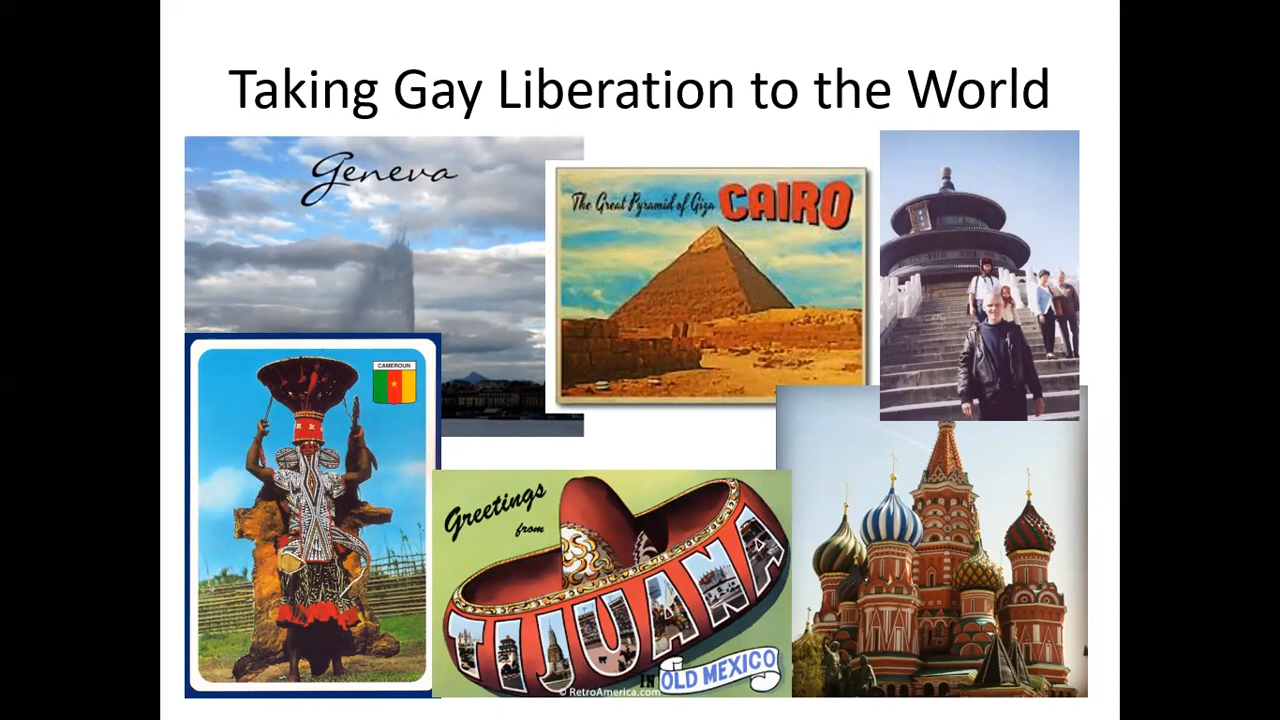 Taking Gay Liberation to the World
Geneva
The Great Pyramid of Giza CAIRO
CAMEROUN
Greetings
from
TIJUANA
IN OLD MEXICO
© RetroAmerica.com